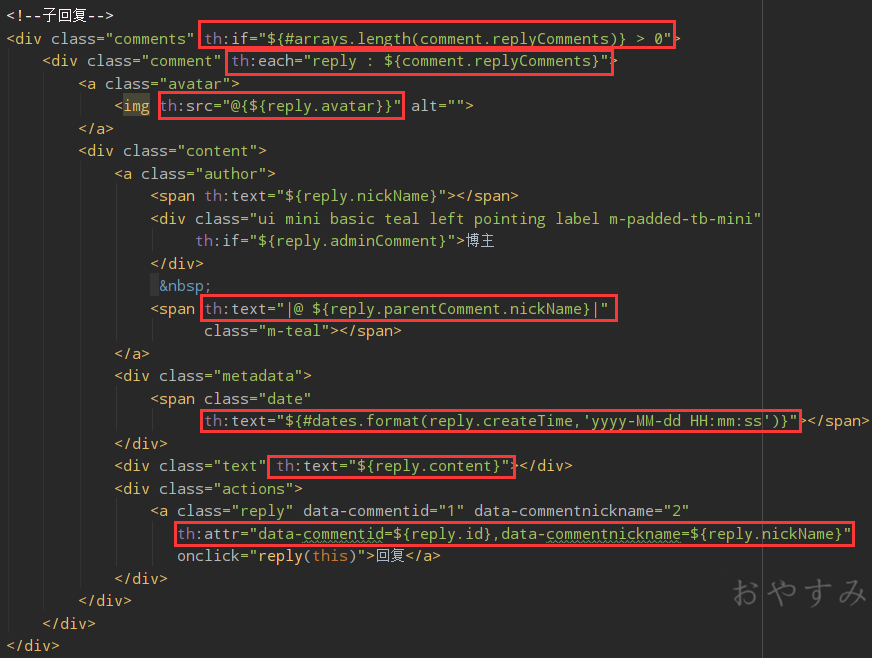 <!--子回复-->
<div class="comments" th:if="${#arrays.length(comment.replyComments)} > 0">
<div class="comment" th:each="reply : ${comment.replyComments}">
<a class="avatar">
<img th:src="@{${reply.avatar}}" alt="">
</a>
<div class="content">
<a class="author">
<span th:text="${reply.nickName}"></span>
<div class="ui mini basic teal left pointing label m-padded-tb-mini"
th:if="${reply.adminComment}">博主
</div>
&nbsp;
<span th:text="|@ ${reply.parentComment.nickName}|"
class="m-teal"></span>
</a>
<div class="metadata">
<span class="date"
th:text="${#dates.format(reply.createTime,'yyyy-MM-dd HH:mm:ss')}"></span>
</div>
<div class="text" th:text="${reply.content}"></div>
<div class="actions">
<a class="reply" data-commentid="1" data-commentnickname="2"
th:attr="data-commentid=${reply.id},data-commentnickname=${reply.nickName}"
onclick="reply(this)">回复</a>
</div>
</div>
</div>
</div>
おやすみ